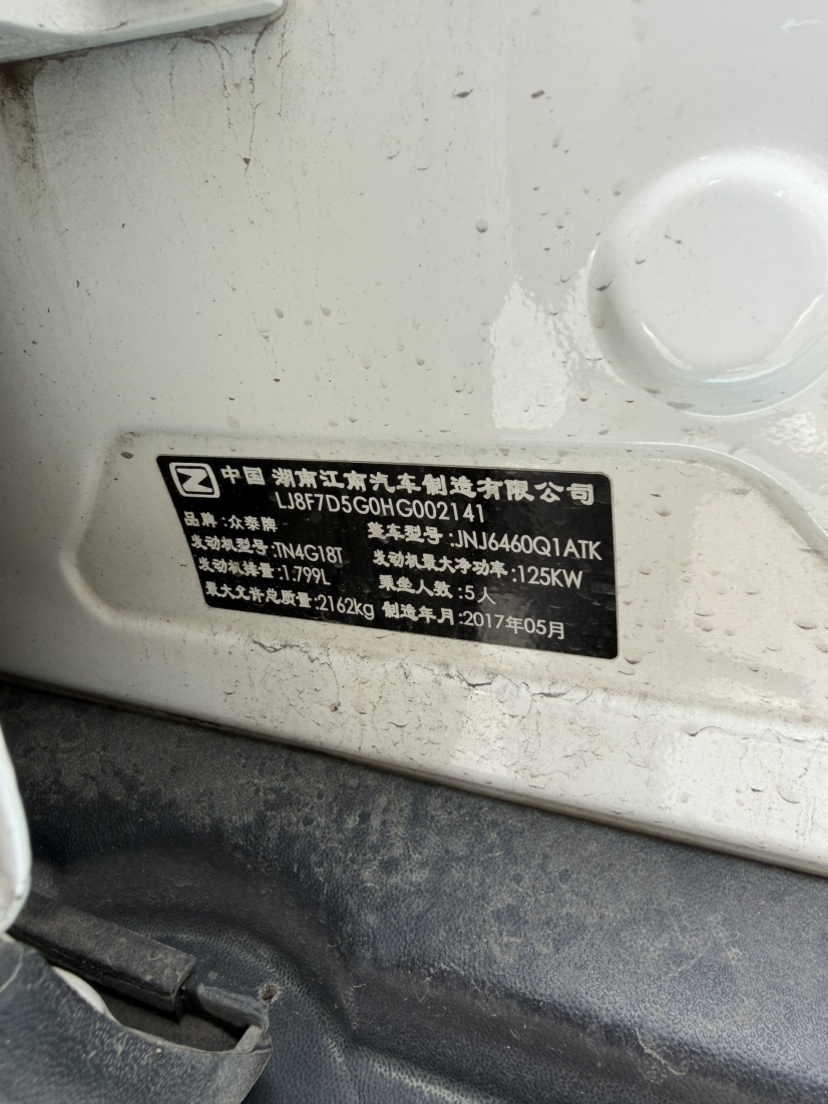 中国 湖南江南汽车制造有限公司
LJ8F7D5G0HG002141
品牌:众泰牌 整车型号:JNJ6460Q1ATK
发动机型号:TN4G18T 发动机最大净功率:125KW
发动机排量:1.799L 乘坐人数:5人
最大允许总质量:2162kg 制造年月:2017年05月